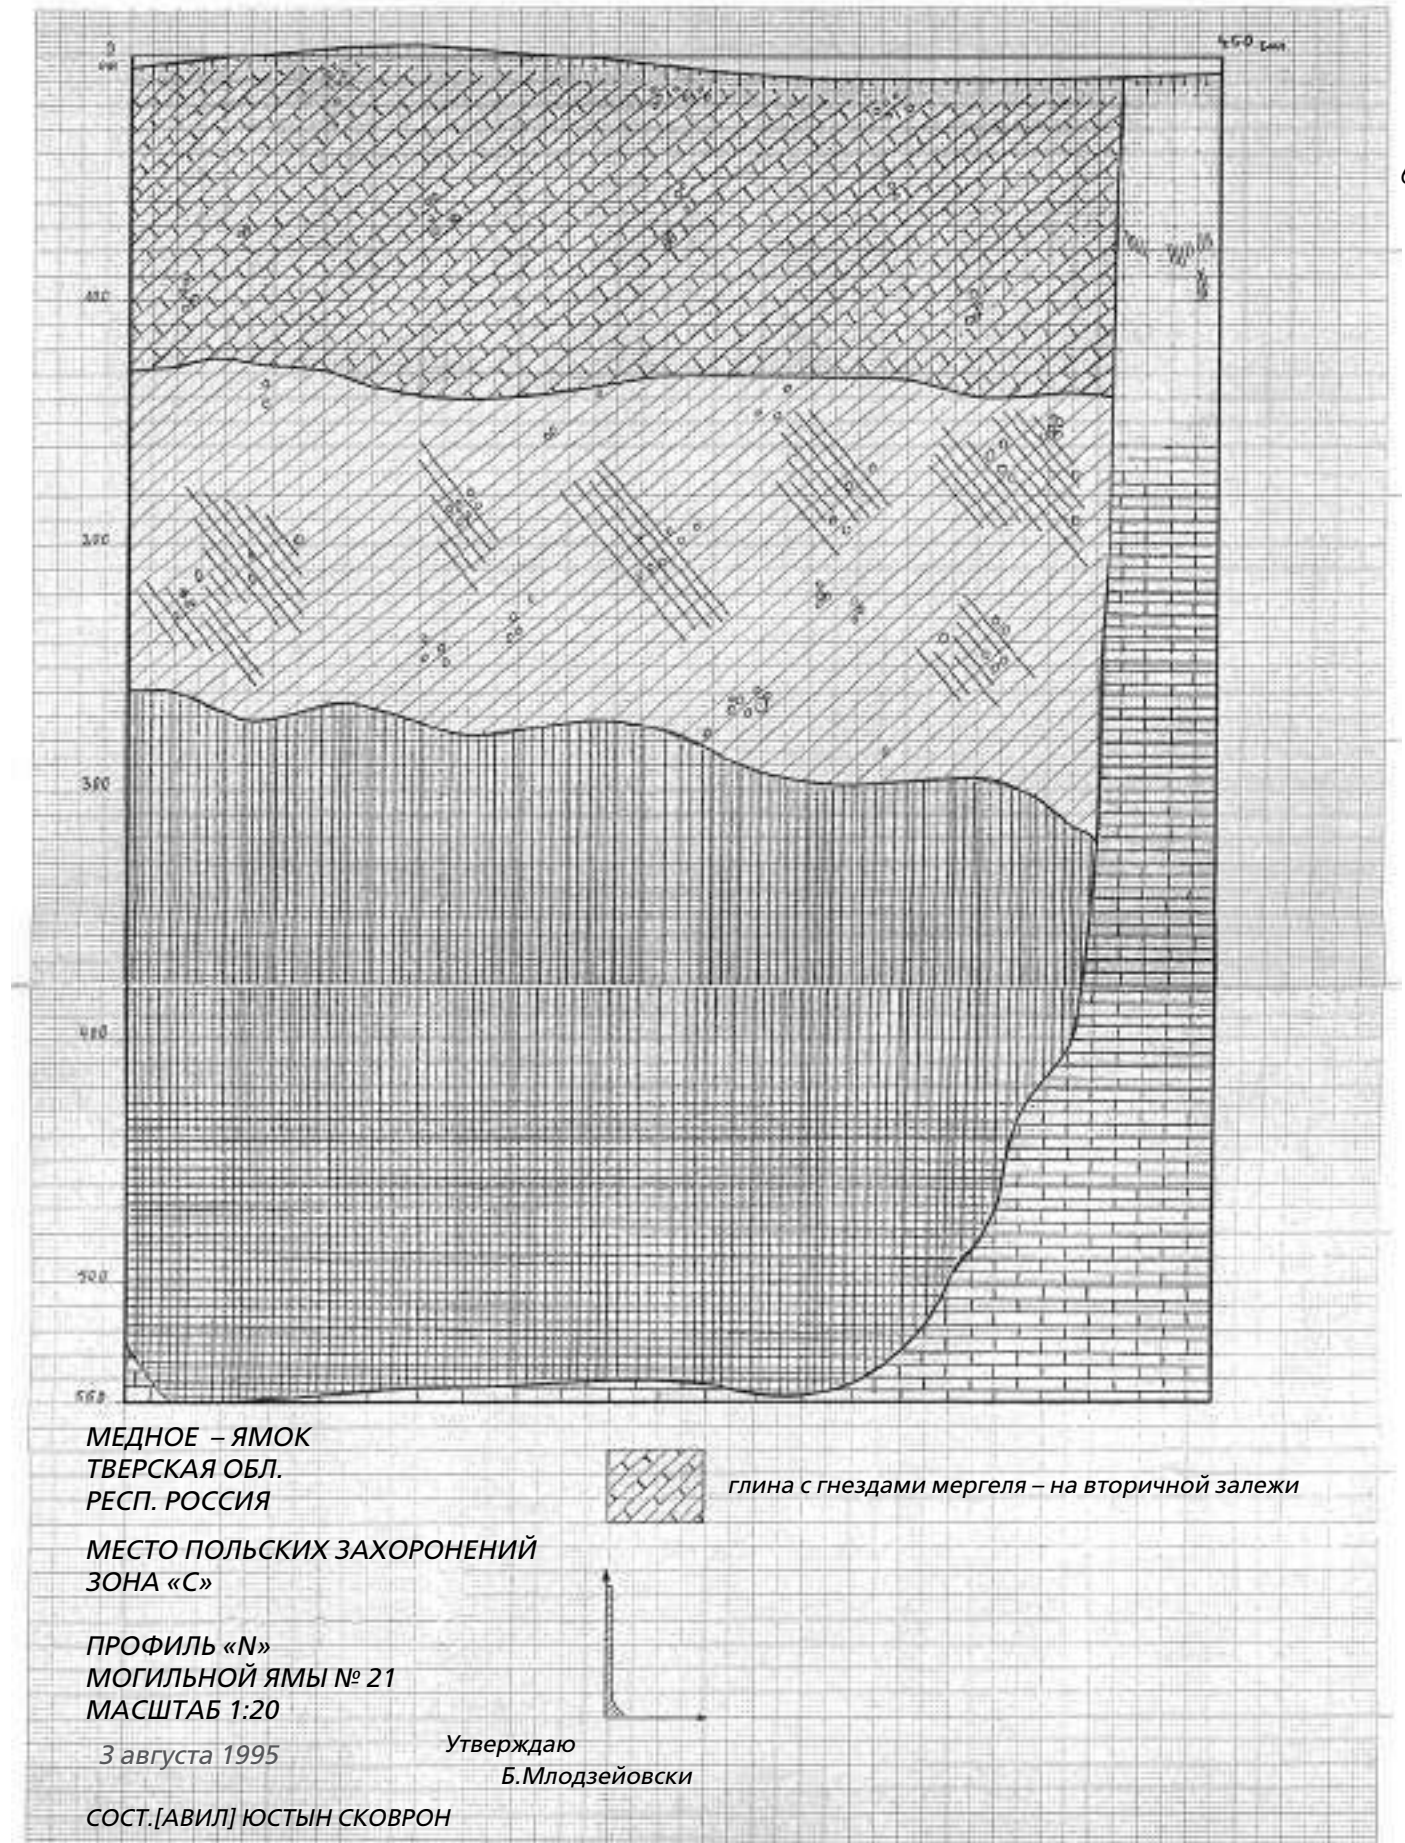 0
450 cm
100
200
300
400
500
560
МЕДНОЕ – ЯМОК
ТВЕРСКАЯ ОБЛ.
РЕСП. РОССИЯ
глина с гнездами мергеля – на вторичной залежи
МЕСТО ПОЛЬСКИХ ЗАХОРОНЕНИЙ
ЗОНА «С»
ПРОФИЛЬ «N»
МОГИЛЬНОЙ ЯМЫ № 21
МАСШТАБ 1:20
3 августа 1995
Утверждаю
Б.Млодзейовски
СОСТ.[АВИЛ] ЮСТЫН СКОВРОН